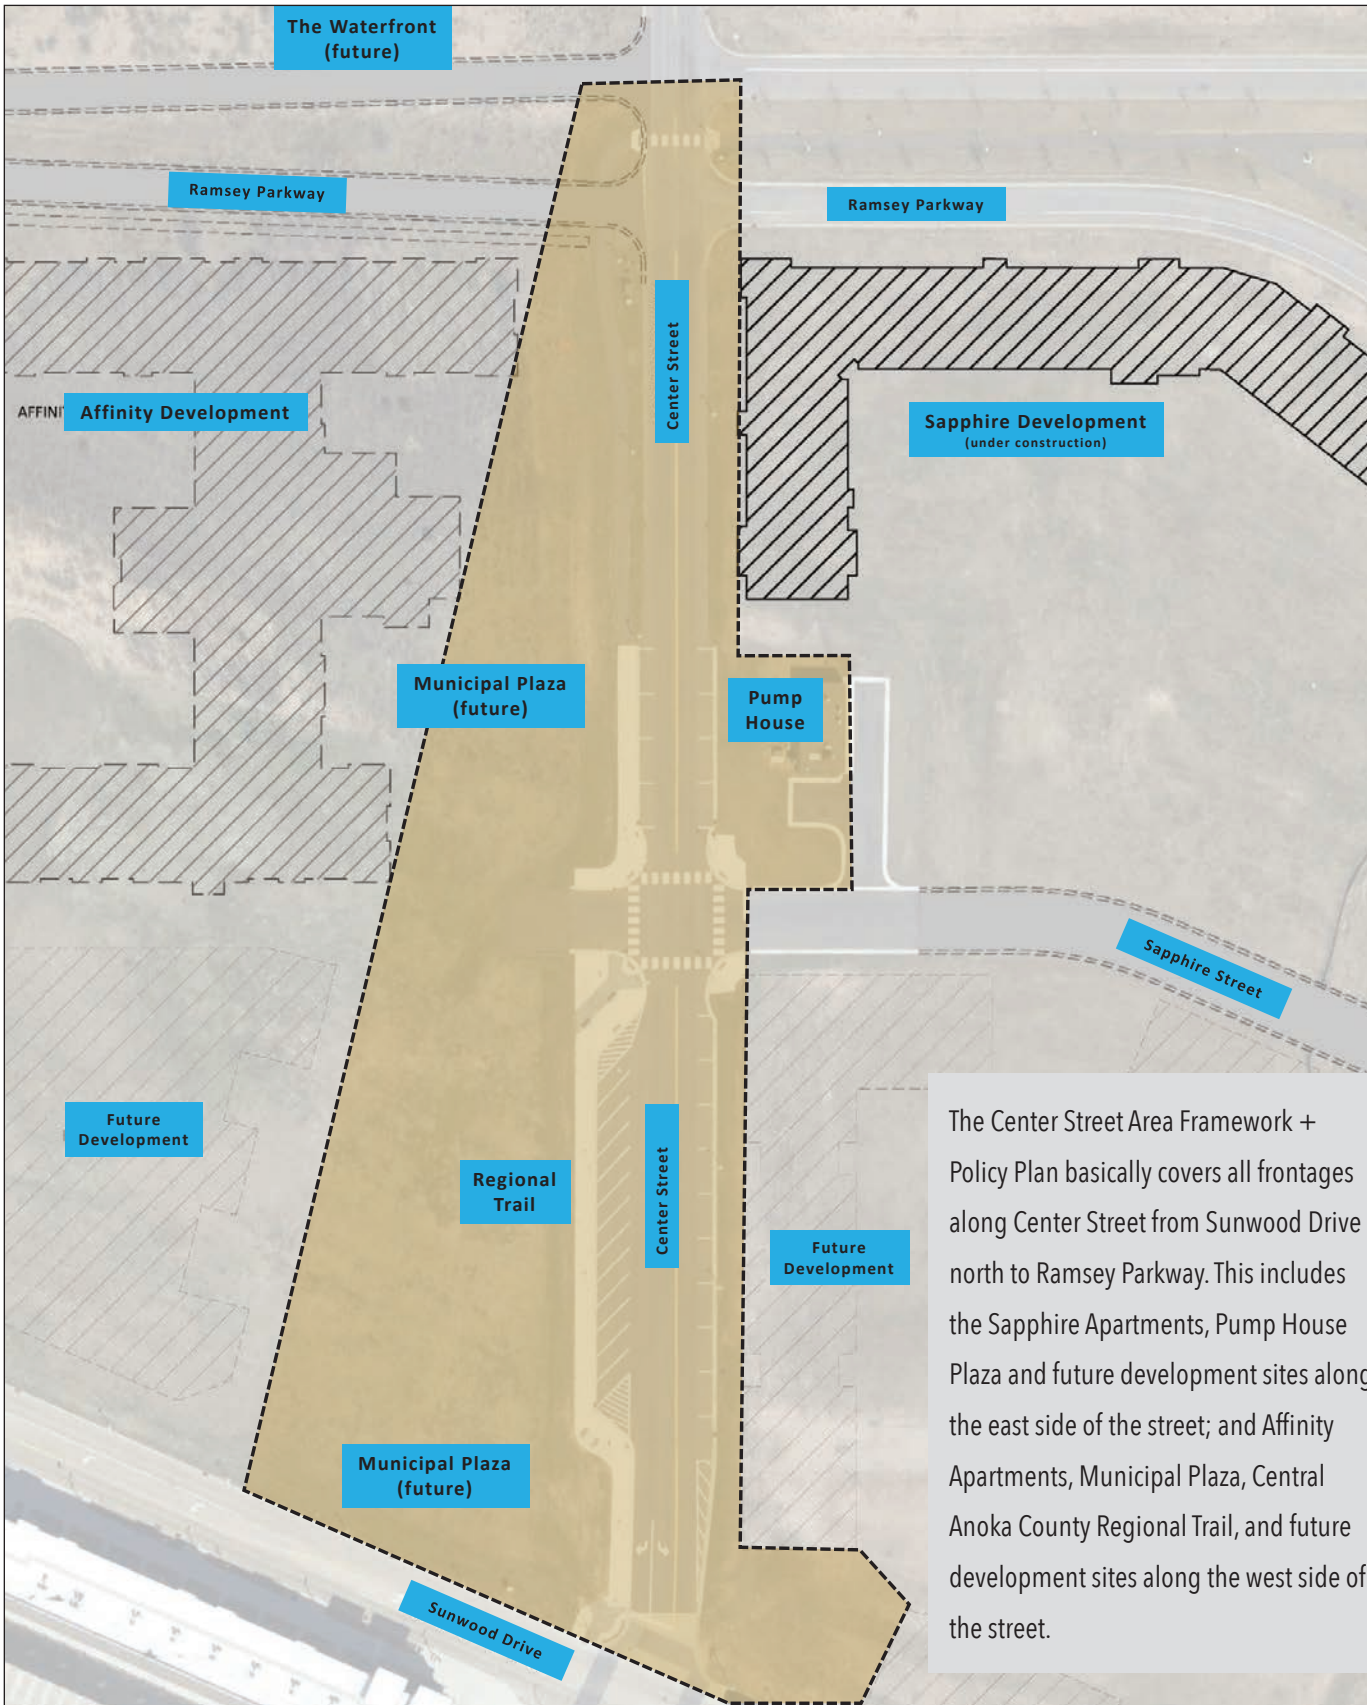 The Waterfront
(future)
Ramsey Parkway
Ramsey Parkway
Center Street
AFFINI
Affinity Development
Sapphire Development
(under construction)
Municipal Plaza
(future)
Pump
House
Sapphire Street
Future
Development
Regional
Trail
Center Street
Future
Development
Municipal Plaza
(future)
Sunwood Drive
The Center Street Area Framework +
Policy Plan basically covers all frontages
along Center Street from Sunwood Drive
north to Ramsey Parkway. This includes
the Sapphire Apartments, Pump House
Plaza and future development sites along
the east side of the street; and Affinity
Apartments, Municipal Plaza, Central
Anoka County Regional Trail, and future
development sites along the west side of
the street.